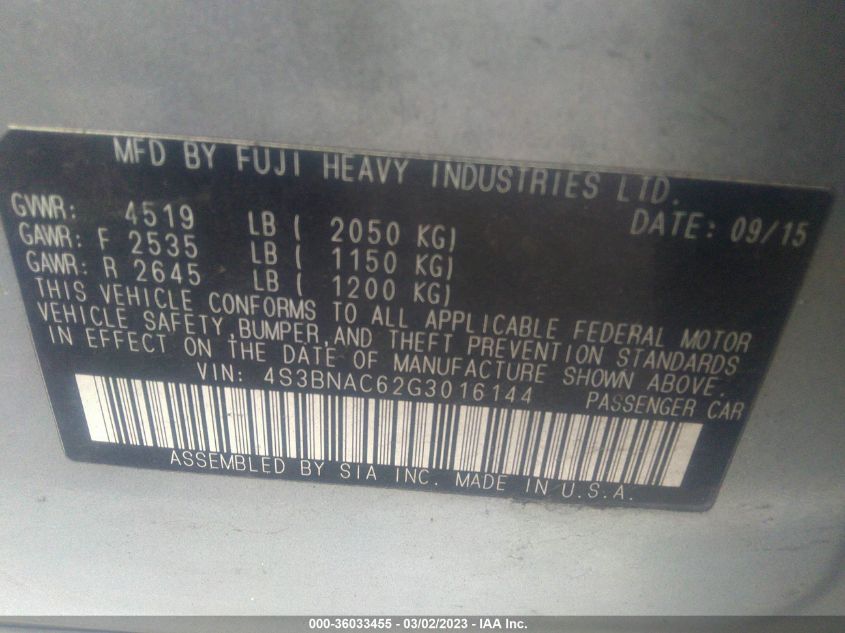 MFD BY FUJI HEAVY INDUSTRIES LTD.
GVWR: 4519 LB ( 2050 KG) DATE: 09/15
GAWR: F 2535 LB ( 1150 KG)
GAWR: R 2645 LB ( 1200 KG)
THIS VEHICLE CONFORMS TO ALL APPLICABLE FEDERAL MOTOR
VEHICLE SAFETY, BUMPER, AND THEFT PREVENTION STANDARDS
IN EFFECT ON THE DATE OF MANUFACTURE SHOWN ABOVE.
VIN: 4S3BNAC62G3016144 PASSENGER CAR
ASSEMBLED BY SIA INC. MADE IN U.S.A.
000-36033455 - 03/02/2023 - IAA Inc.